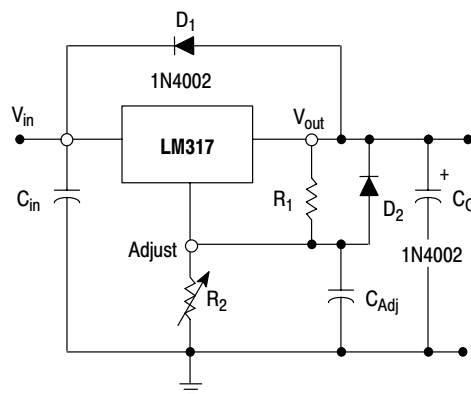 D1
1N4002
Vin
Vout
LM317
Cin
R1
D2
+
CO
1N4002
Adjust
R2
CAdj